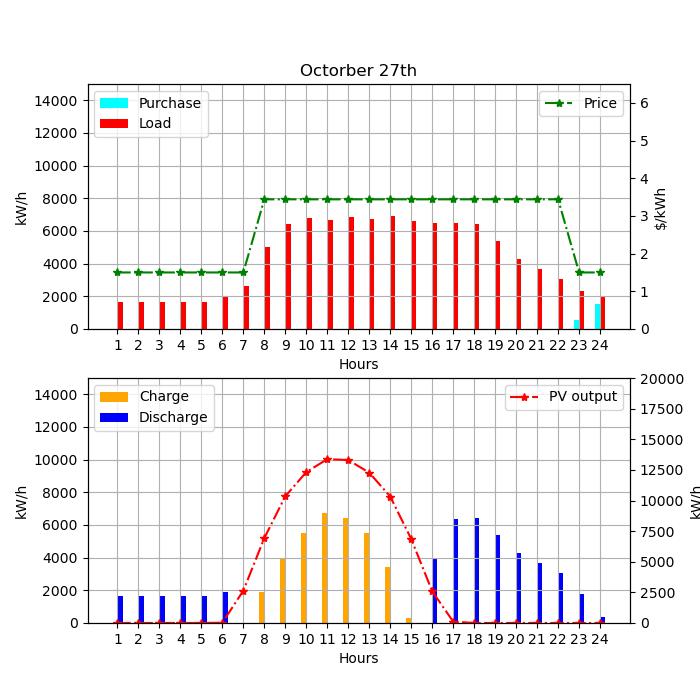 Octorber 27th
Purchase
Load
Price
14000
12000
10000
8000
6000
4000
2000
0
kW/h
6
5
4
3
2
1
0
$/kWh
1 2 3 4 5 6 7 8 9 10 11 12 13 14 15 16 17 18 19 20 21 22 23 24
Hours
Charge
Discharge
PV output
14000
12000
10000
8000
6000
4000
2000
0
kW/h
20000
17500
15000
12500
10000
7500
5000
2500
0
kW/h
1 2 3 4 5 6 7 8 9 10 11 12 13 14 15 16 17 18 19 20 21 22 23 24
Hours